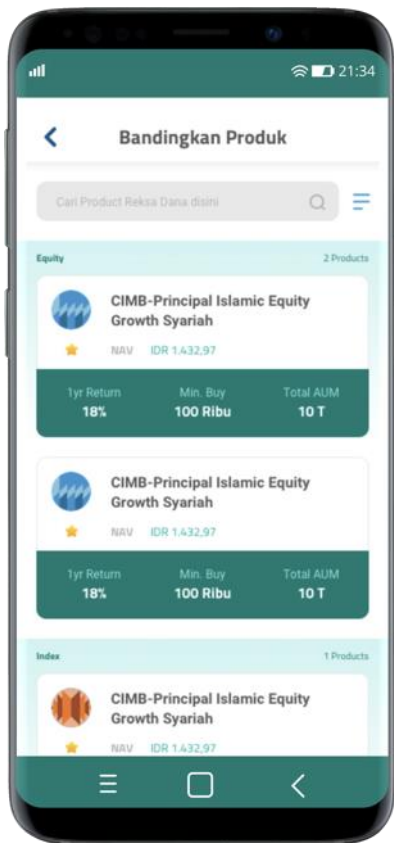 21:34
Bandingkan Produk
Cari Product Reksa Dana disini
Equity 2 Products
CIMB-Principal Islamic Equity
Growth Syariah
NAV IDR 1.432,97
1yr Return Min. Buy Total AUM
18% 100 Ribu 10 T
CIMB-Principal Islamic Equity
Growth Syariah
NAV IDR 1.432,97
1yr Return Min. Buy Total AUM
18% 100 Ribu 10 T
Index 1 Products
CIMB-Principal Islamic Equity
Growth Syariah
NAV IDR 1.432,97